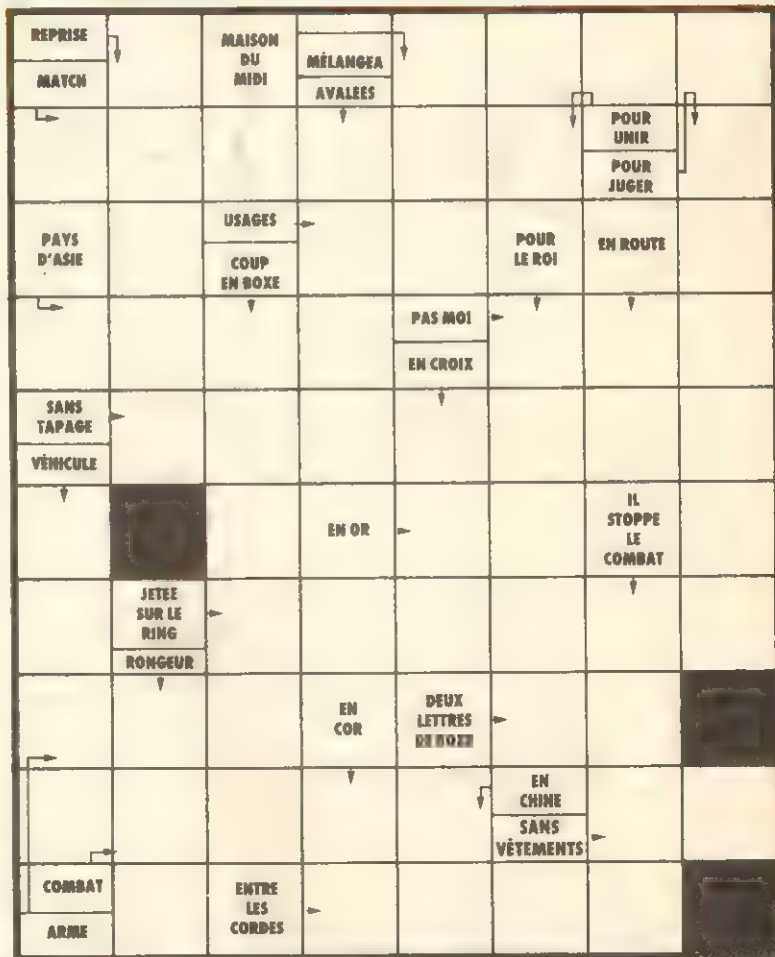 REPRISE
MATCH
MAISON
DU
MIDI
MÉLANGEA
AVALÉES
POUR
UNIR
POUR
JUGER
PAYS
D'ASIE
USAGES
COUP
EN BOXE
POUR
LE ROI
EN ROUTE
PAS MOI
EN CROIX
SANS
TAPAGE
VÉHICULE
EN OR
IL
STOPPE
LE
COMBAT
JETÉE
SUR LE
RING
RONGEUR
EN
COR
DEUX
LETTRES
EN
CHINE
SANS
VÊTEMENTS
COMBAT
ARME
ENTRE
LES
CORDES